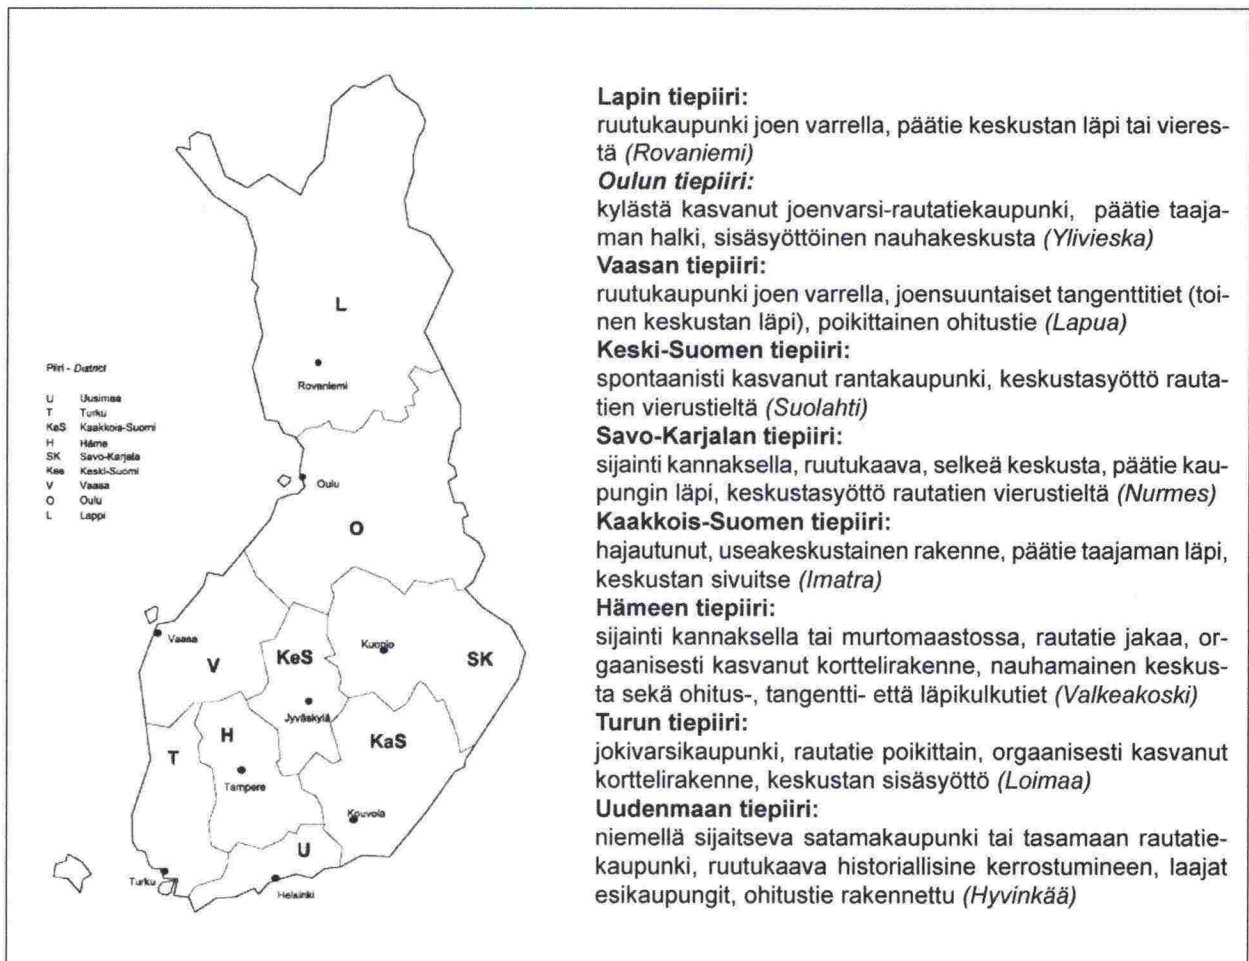 L
Rovaniemi
Piiri - District
U Uusimaa
T Turku
KaS Kaakkois-Suomi
H Häme
SK Savo-Karjala
Kes Keski-Suomi
V Vaasa
O Oulu
L Lappi
Oulu
O
Vaasa
V
KeS
Kuopio
SK
Jyväskylä
H
KaS
T
Tampere
Kouvola
U
Turku
Helsinki
Lapin tiepiiri:
ruutukaupunki joen varrella, päätie keskustan läpi tai vieres-
tä (Rovaniemi)
Oulun tiepiiri:
kylästä kasvanut joenvarsi-rautatiekaupunki, päätie taaja-
man halki, sisäsyöttöinen nauhakeskusta (Ylivieska)
Vaasan tiepiiri:
ruutukaupunki joen varrella, joensuuntaiset tangenttitiet (toi-
nen keskustan läpi), poikittainen ohitustie (Lapua)
Keski-Suomen tiepiiri:
spontaanisti kasvanut rantakaupunki, keskustasyöttö rauta-
tien vierustieltä (Suolahti)
Savo-Karjalan tiepiiri:
sijainti kannaksella, ruutukaava, selkeä keskusta, päätie kau-
pungin läpi, keskustasyöttö rautatien vierustieltä (Nurmes)
Kaakkois-Suomen tiepiiri:
hajautunut, useakeskustainen rakenne, päätie taajaman läpi,
keskustan sivuitse (Imatra)
Hämeen tiepiiri:
sijainti kannaksella tai murtomaastossa, rautatie jakaa, or-
gaanisesti kasvanut korttelirakenne, nauhamainen keskus-
ta sekä ohitus-, tangentti- että läpikulkutiet (Valkeakoski)
Turun tiepiiri:
jokivarsikaupunki, rautatie poikittain, orgaanisesti kasvanut
korttelirakenne, keskustan sisäsyöttö (Loimaa)
Uudenmaan tiepiiri:
niemellä sijaitseva satamakaupunki tai tasamaan rautatie-
kaupunki, ruutukaava historiallisine kerrostumineen, laajat
esikaupungit, ohitustie rakennettu (Hyvinkää)